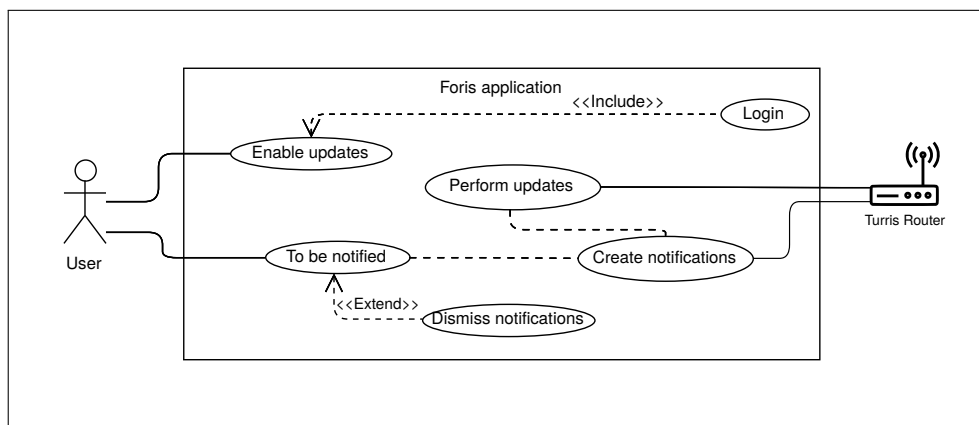 Foris application
<<Include>>
Login
Enable updates
Perform updates
Turris Router
User
To be notified
Create notifications
<<Extend>>
Dismiss notifications